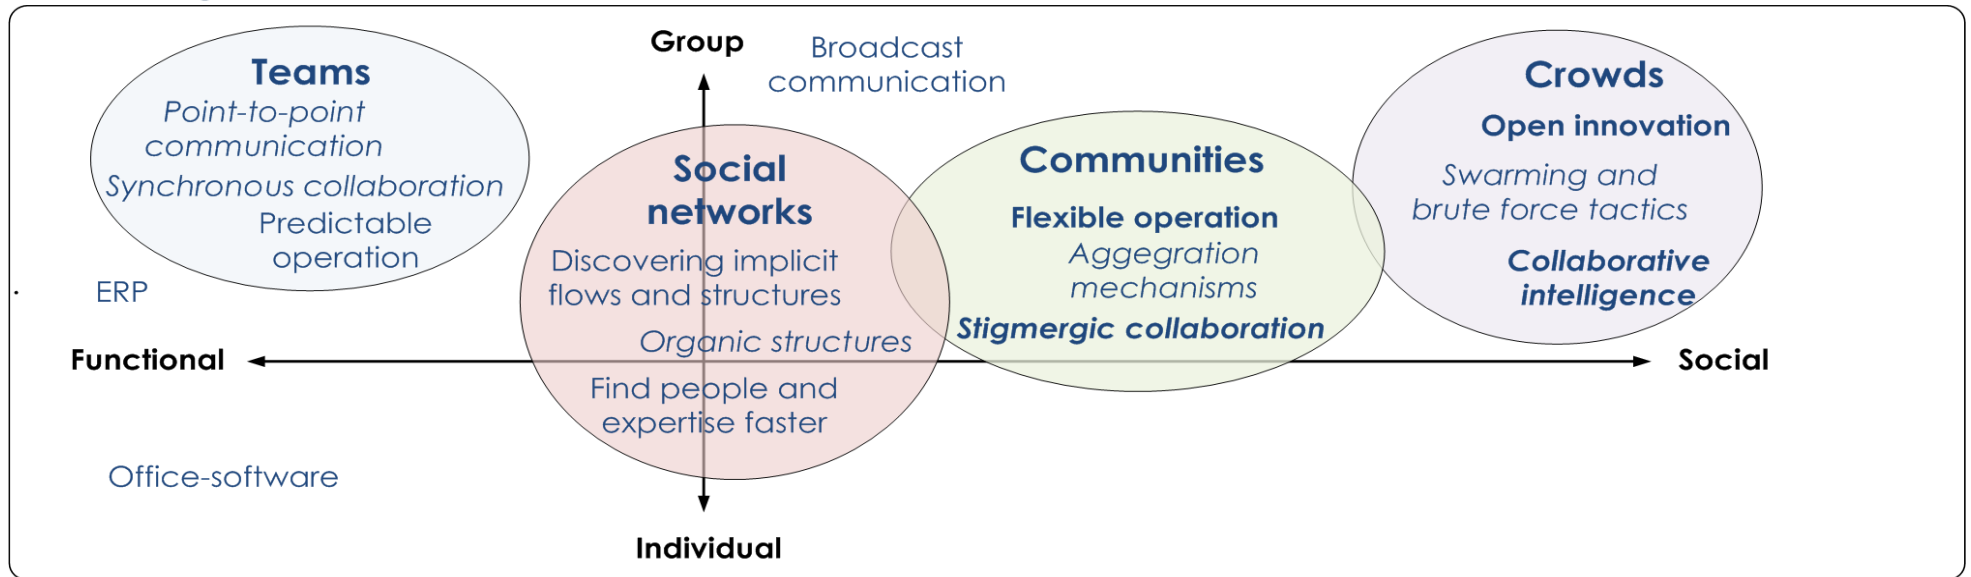 Group
Broadcast
communication
Teams
Point-to-point
communication
Synchronous collaboration
Predictable
operation
Social
networks
Discovering implicit
flows and structures
Organic structures
Find people and
expertise faster
Communities
Flexible operation
Aggegration
mechanisms
Stigmergic collaboration
Crowds
Open innovation
Swarming and
brute force tactics
Collaborative
intelligence
ERP
Functional
Social
Office-software
Individual